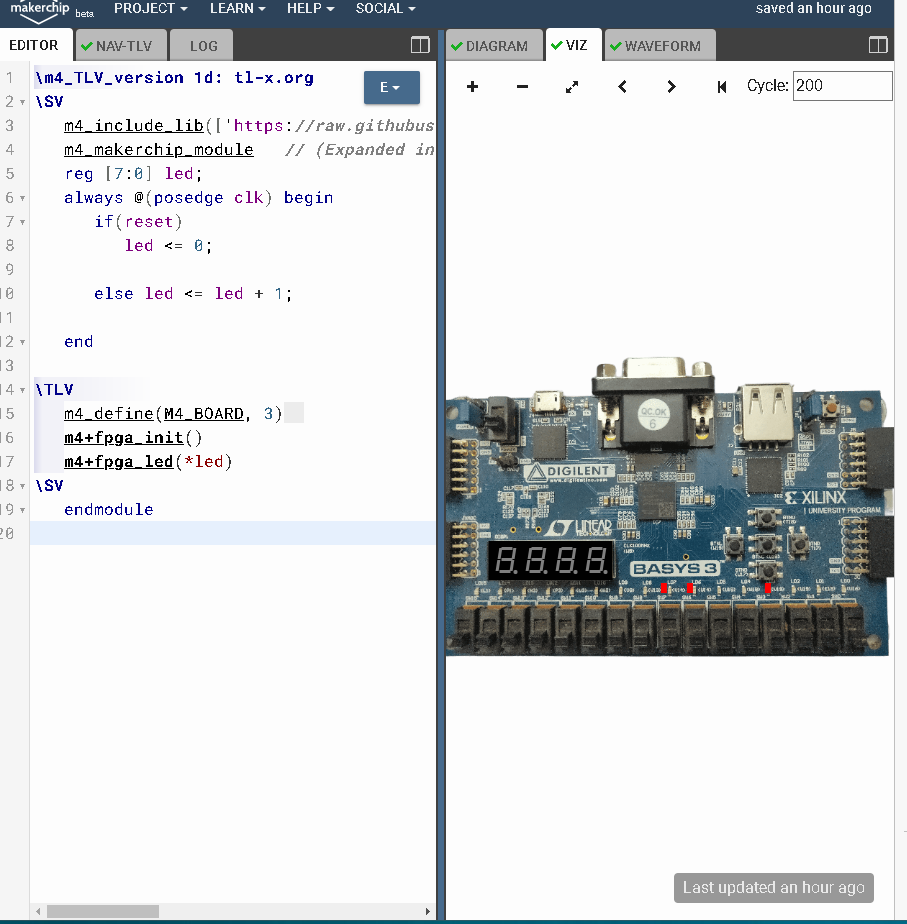 makerchip beta PROJECT LEARN HELP SOCIAL saved an hour ago
EDITOR NAV-TLV LOG
1 \m4_TLV_version 1d: tl-x.org
2 \SV
3 m4_include_lib(['https://raw.githubus
4 m4_makerchip_module // (Expanded in
5 reg [7:0] led;
6 always @(posedge clk) begin
7 if(reset)
8 led <= 0;
9
10 else led <= led + 1;
11
12 end
13
14 \TLV
15 m4_define(M4_BOARD, 3)
16 m4+fpga_init()
17 m4+fpga_led(*led)
18 \SV
19 endmodule
20
E
DIAGRAM VIZ WAVEFORM
Cycle: 200
QC.OK
6
DIGILENT
www.digilentinc.com
XILINX
UNIVERSITY PROGRAM
LINEAR
TECHNOLOGY
8.8.8.8.
BASYS 3
Last updated an hour ago